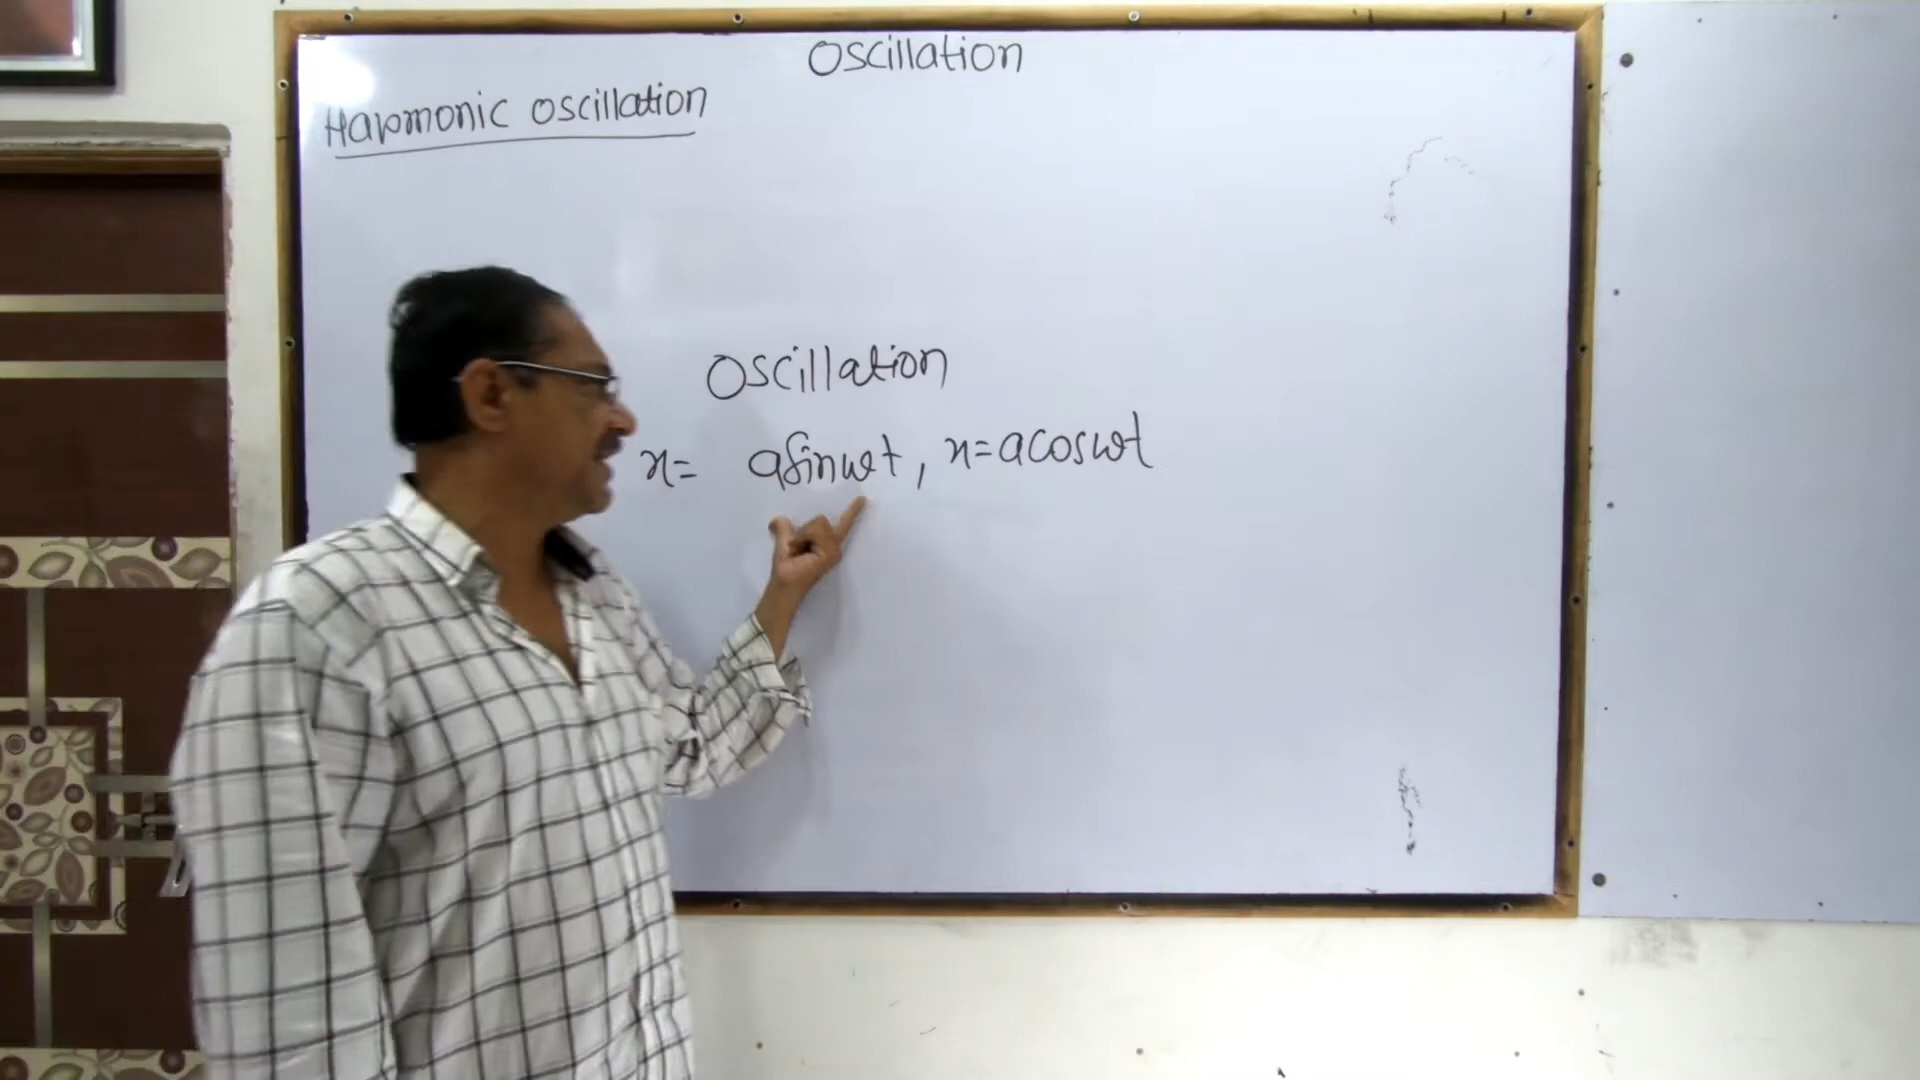 Oscillation
Harmonic oscillation
Oscillation
x= asinωt, x=acosωt